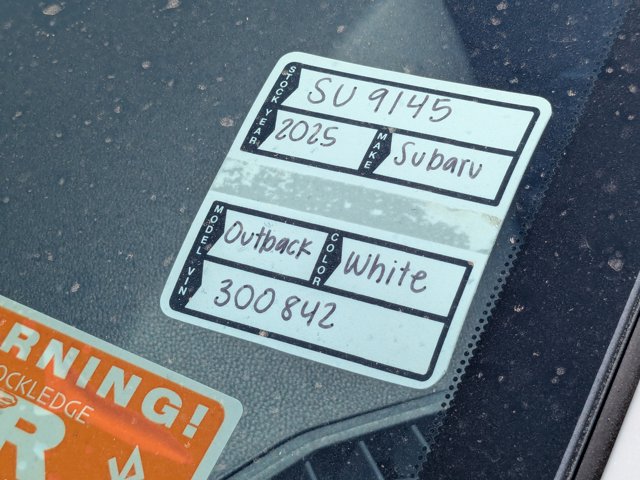 STOCK SU 9145
YEAR 2025 MAKE Subaru
MODEL Outback COLOR White
VIN 300842
RNING!
OCKLEDGE
R